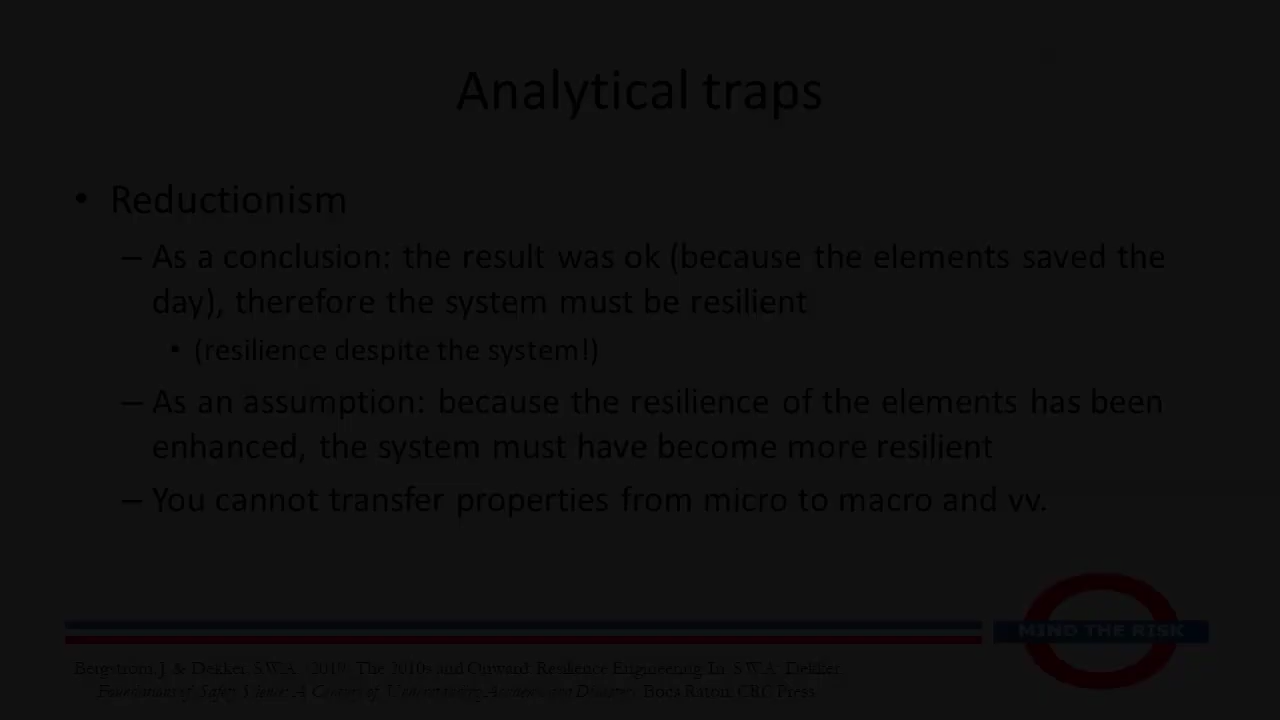 Analytical traps
• Reductionism
– As a conclusion: the result was ok (because the elements saved the
day), therefore the system must be resilient
• (resilience despite the system!)
– As an assumption: because the resilience of the elements has been
enhanced, the system must have become more resilient
– You cannot transfer properties from micro to macro and vv.
MIND THE RISK
Bergström, J. & Dekker, S.W.A. (2019) The 2010s and Onward: Resilience Engineering. In: S.W.A. Dekker
Foundations of Safety Science: A Century of Understanding Accidents and Disasters. Boca Raton: CRC Press